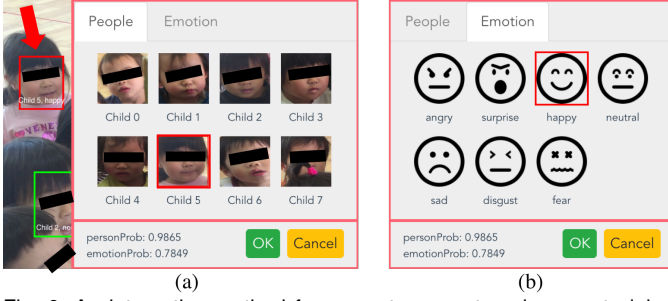 People Emotion
Child 5, happy
VENE
Child 0 Child 1 Child 2 Child 3
Child 4 Child 5 Child 6 Child 7
Child 2, no
personProb: 0.9865
emotionProb: 0.7849
OK Cancel
(a)
People Emotion
angry surprise happy neutral
sad disgust fear
personProb: 0.9865
emotionProb: 0.7849
OK Cancel
(b)